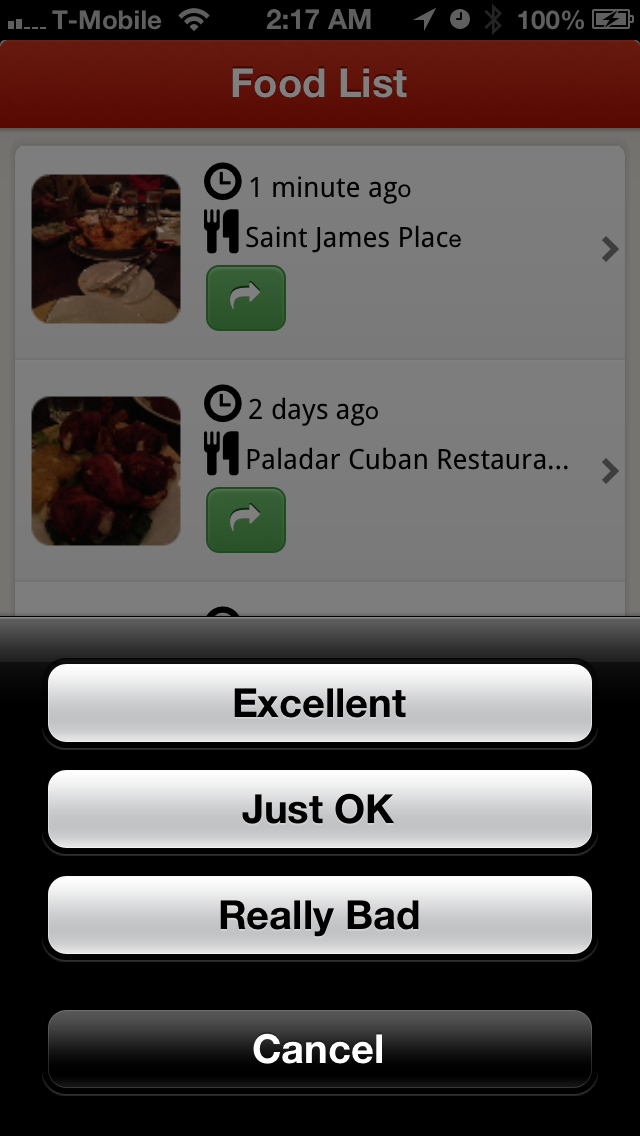 T-Mobile 2:17 AM 100%
Food List
1 minute ago
Saint James Place
2 days ago
Paladar Cuban Restaura...
Excellent
Just OK
Really Bad
Cancel